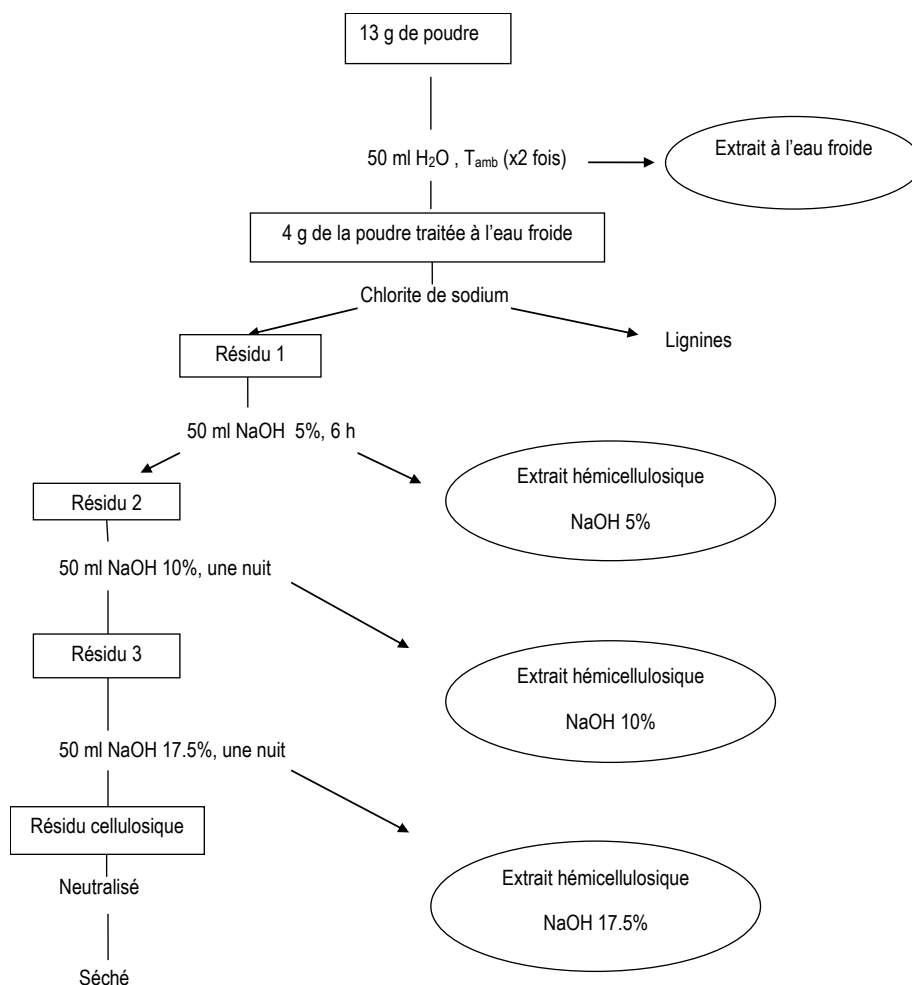 13 g de poudre
50 ml H₂O , Tamb (x2 fois)
Extrait à l'eau froide
4 g de la poudre traitée à l'eau froide
Chlorite de sodium
Résidu 1
Lignines
50 ml NaOH 5%, 6 h
Extrait hémicellulosique
NaOH 5%
Résidu 2
50 ml NaOH 10%, une nuit
Résidu 3
Extrait hémicellulosique
NaOH 10%
50 ml NaOH 17.5%, une nuit
Résidu cellulosique
Extrait hémicellulosique
NaOH 17.5%
Neutralisé
Séché